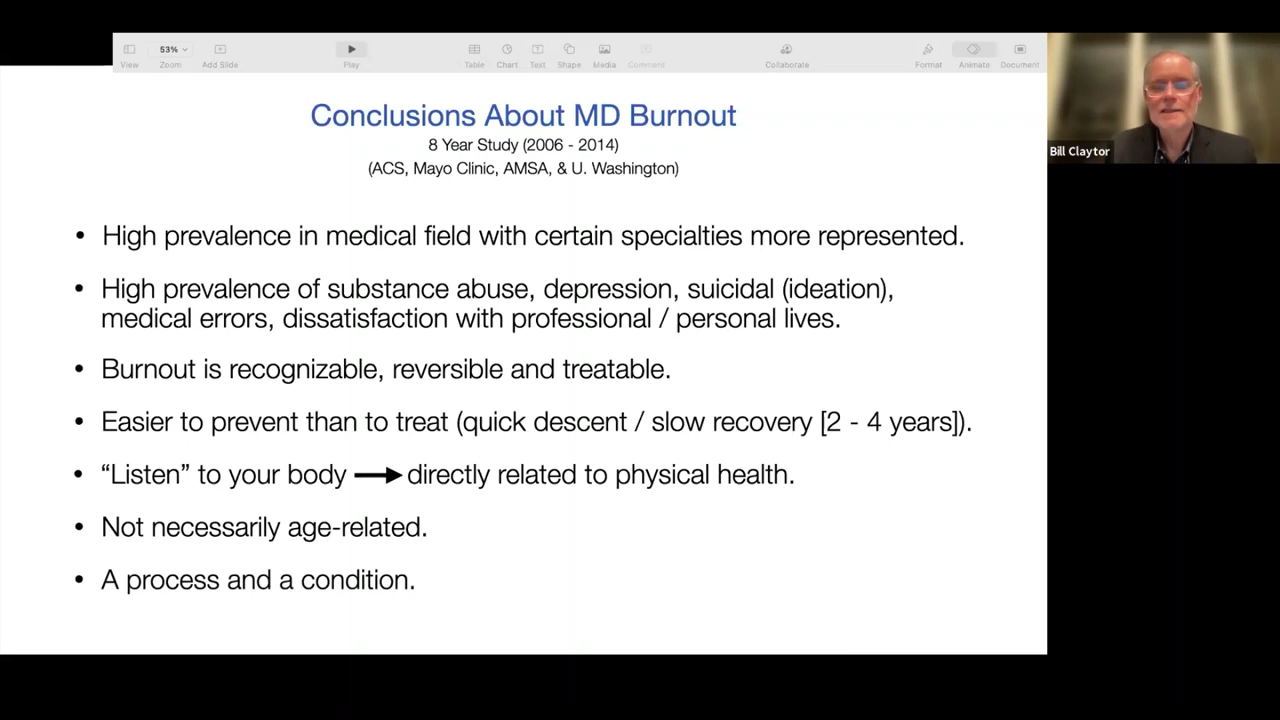 53%
View Zoom Add Slide Play Table Chart Text Shape Media Comment Collaborate Format Animate Document
Bill Claytor
Conclusions About MD Burnout
8 Year Study (2006 - 2014)
(ACS, Mayo Clinic, AMSA, & U. Washington)
• High prevalence in medical field with certain specialties more represented.
• High prevalence of substance abuse, depression, suicidal (ideation),
medical errors, dissatisfaction with professional / personal lives.
• Burnout is recognizable, reversible and treatable.
• Easier to prevent than to treat (quick descent / slow recovery [2 - 4 years]).
• “Listen” to your body → directly related to physical health.
• Not necessarily age-related.
• A process and a condition.